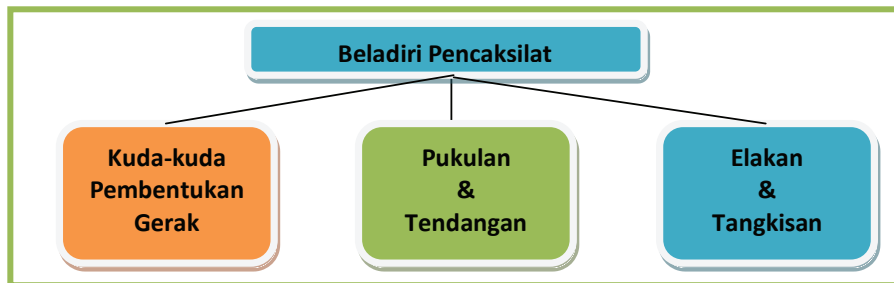 Beladiri Pencaksilat
Kuda-kuda
Pembentukan
Gerak
Pukulan
&
Tendangan
Elakan
&
Tangkisan